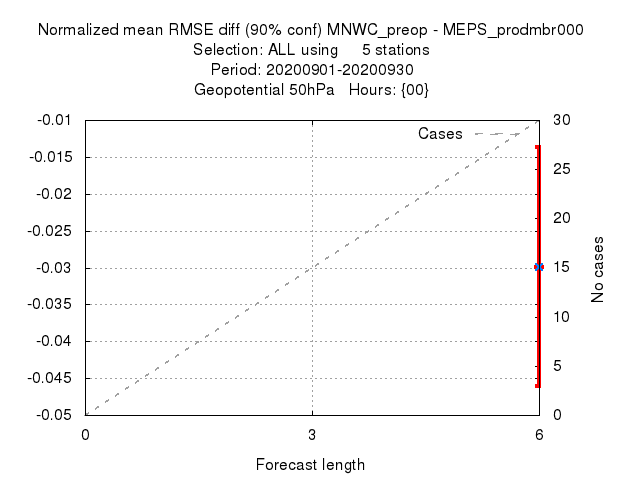 Normalized mean RMSE diff (90% conf) MNWC_preop - MEPS_prodmbr000
Selection: ALL using 5 stations
Period: 20200901-20200930
Geopotential 50hPa Hours: {00}
Cases
-0.01
-0.015
-0.02
-0.025
-0.03
-0.035
-0.04
-0.045
-0.05
30
25
20
15
10
5
0
No cases
0 3 6
Forecast length